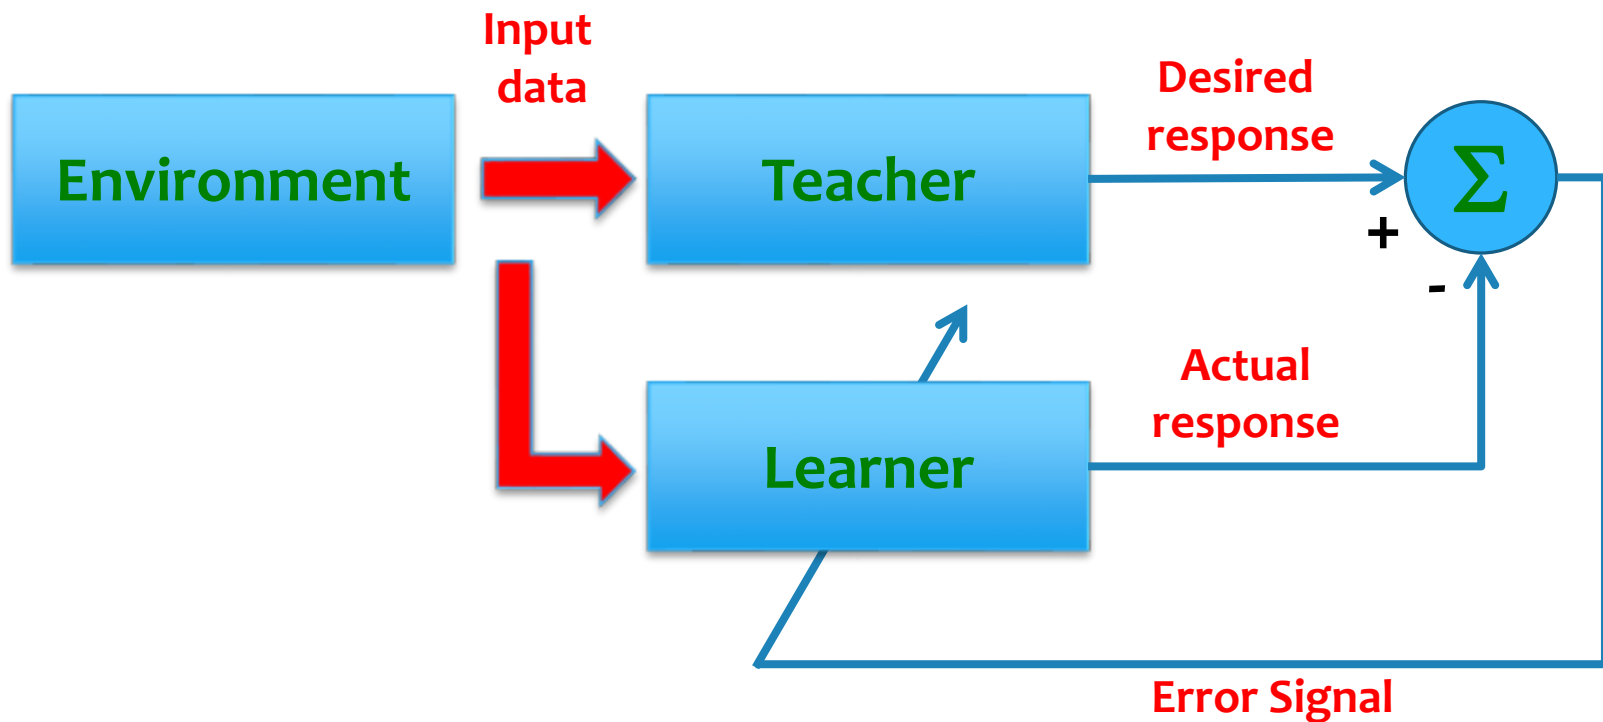 Input
data
Environment
Teacher
Desired
response
Σ
+
-
Learner
Actual
response
Error Signal